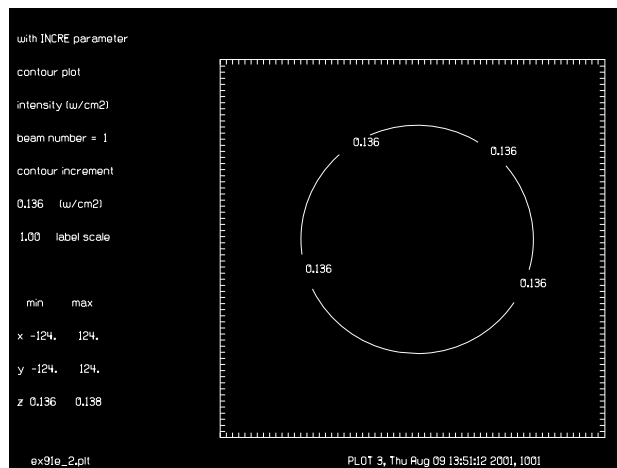 with INCRE parameter
contour plot
intensity (w/cm2)
beam number = 1
contour increment
0.136 (w/cm2)
1.00 label scale
min max
x -124. 124.
y -124. 124.
z 0.136 0.138
0.136
0.136
0.136
0.136
ex91e_2.plt
PLOT 3, Thu Aug 09 13:51:12 2001, 1001